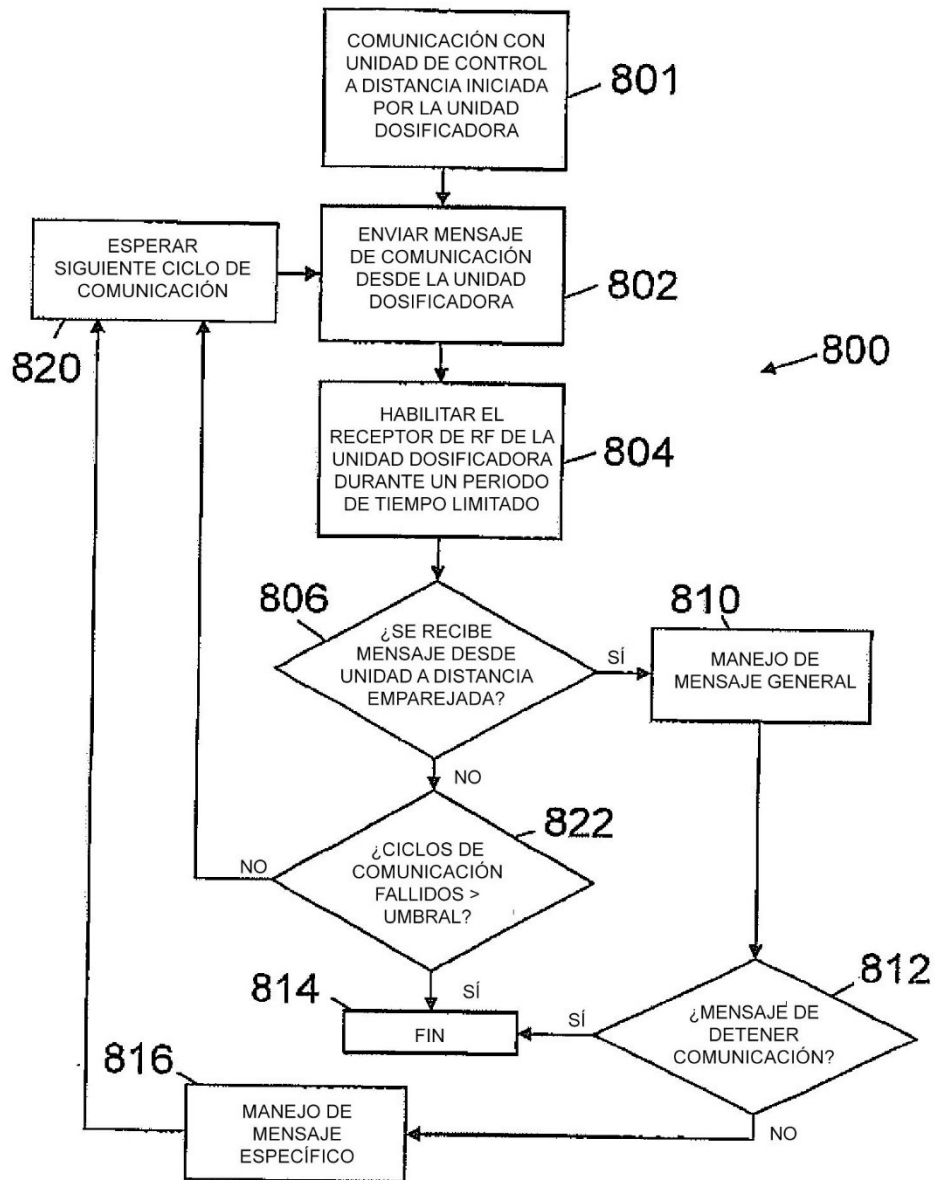 COMUNICACIÓN CON
UNIDAD DE CONTROL
A DISTANCIA INICIADA
POR LA UNIDAD
DOSIFICADORA
801
ENVIAR MENSAJE
DE COMUNICACIÓN
DESDE LA UNIDAD
DOSIFICADORA
802
ESPERAR
SIGUIENTE CICLO DE
COMUNICACIÓN
820
800
HABILITAR EL
RECEPTOR DE RF DE LA
UNIDAD DOSIFICADORA
DURANTE UN PERIODO
DE TIEMPO LIMITADO
804
806
¿SE RECIBE
MENSAJE DESDE
UNIDAD A DISTANCIA
EMPAREJADA?
SÍ
810
MANEJO DE
MENSAJE GENERAL
NO
822
¿CICLOS DE
COMUNICACIÓN
FALLIDOS >
UMBRAL?
NO
SÍ
814
FIN
SÍ
812
¿MENSAJE DE
DETENER
COMUNICACIÓN?
NO
816
MANEJO DE
MENSAJE
ESPECÍFICO